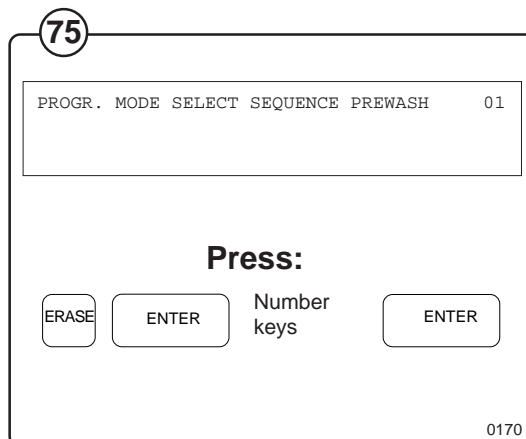 75
PROGR. MODE SELECT SEQUENCE PREWASH 01
Press:
ERASE ENTER Number keys ENTER
0170